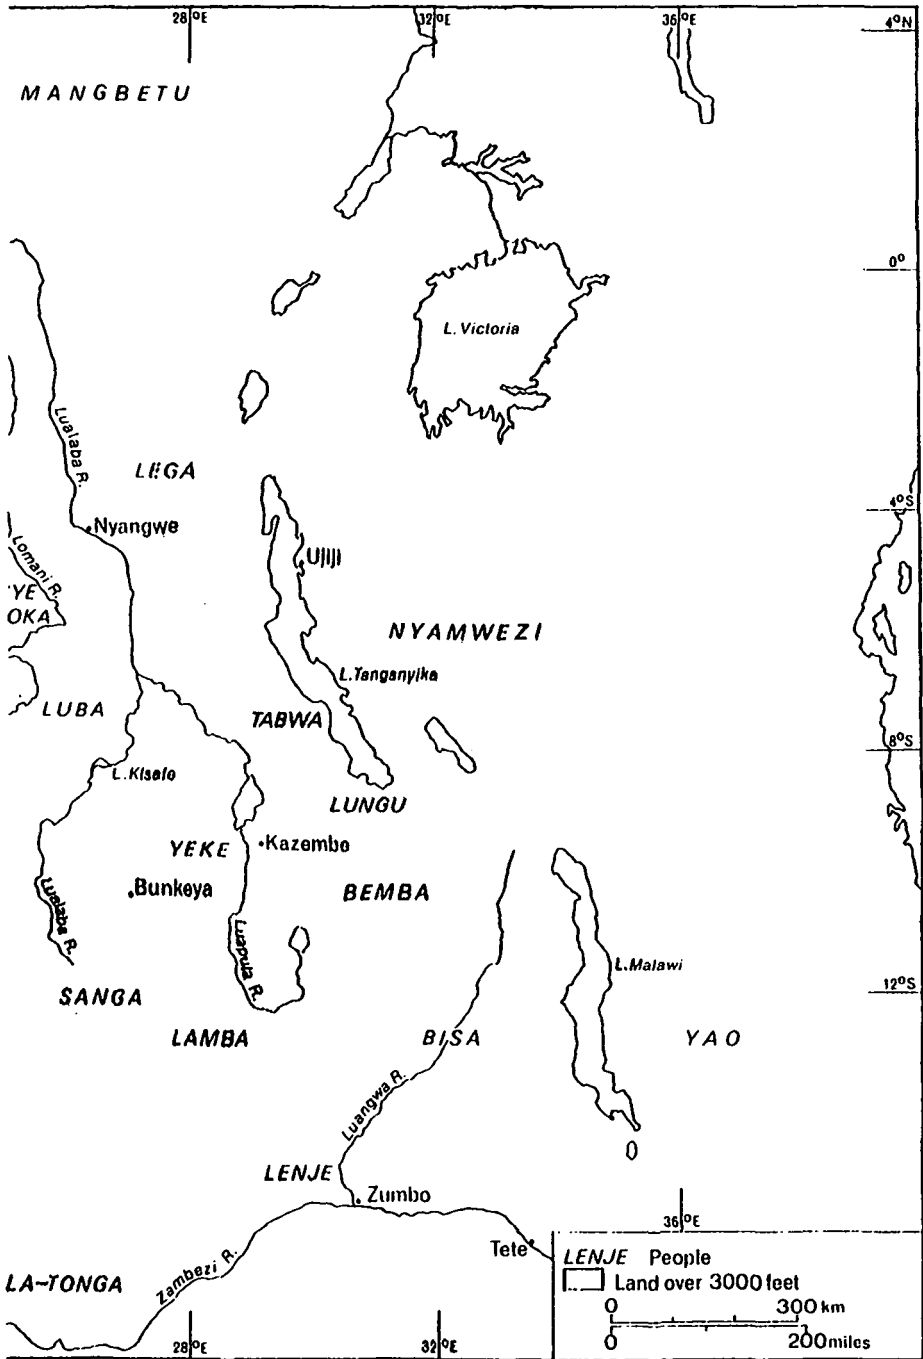 28°E
32°E
36°E
4°N
MANGBETU
0°
L. Victoria
Lualaba R.
LEGA
4°S
Nyangwe
Lomani R.
Ujiji
'YE
OKA
NYAMWEZI
L.Tanganyika
LUBA
TABWA
8°S
L.Kisale
LUNGU
YEKE
Kazembe
Bunkeya
BEMBA
Lualaba R.
Luapula R.
L.Malawi
12°S
SANGA
LAMBA
BISA
YAO
Luangwa R.
LENJE
Zumbo
36°E
Tete
LENJE People
Land over 3000 feet
LA-TONGA
Zambezi R.
0 300 km
0 200 miles
28°E
32°E